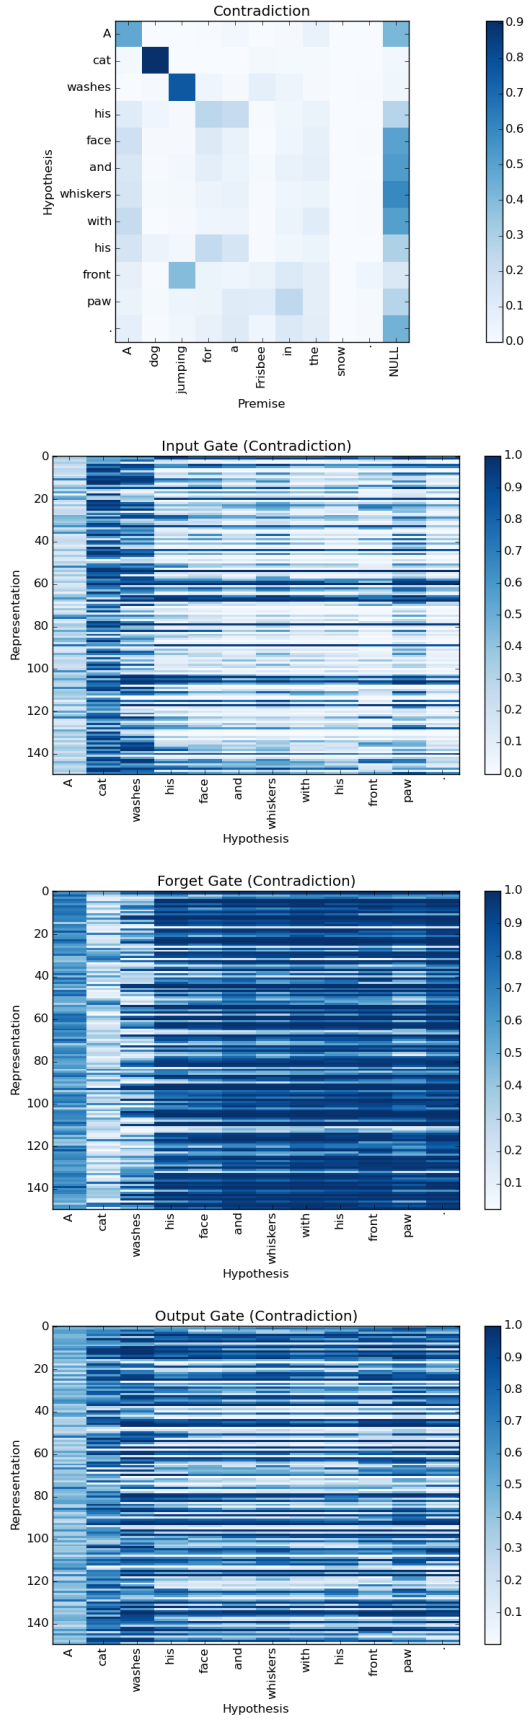 Contradiction
Hypothesis
A
cat
washes
his
face
and
whiskers
with
his
front
paw
.
A dog jumping for a Frisbee in the snow . NULL
Premise
0.9
0.8
0.7
0.6
0.5
0.4
0.3
0.2
0.1
0.0
Input Gate (Contradiction)
Representation
0
20
40
60
80
100
120
140
A cat washes his face and whiskers with his front paw .
Hypothesis
1.0
0.9
0.8
0.7
0.6
0.5
0.4
0.3
0.2
0.1
0.0
Forget Gate (Contradiction)
Representation
0
20
40
60
80
100
120
140
A cat washes his face and whiskers with his front paw .
Hypothesis
1.0
0.9
0.8
0.7
0.6
0.5
0.4
0.3
0.2
0.1
Output Gate (Contradiction)
Representation
0
20
40
60
80
100
120
140
A cat washes his face and whiskers with his front paw .
Hypothesis
1.0
0.9
0.8
0.7
0.6
0.5
0.4
0.3
0.2
0.1